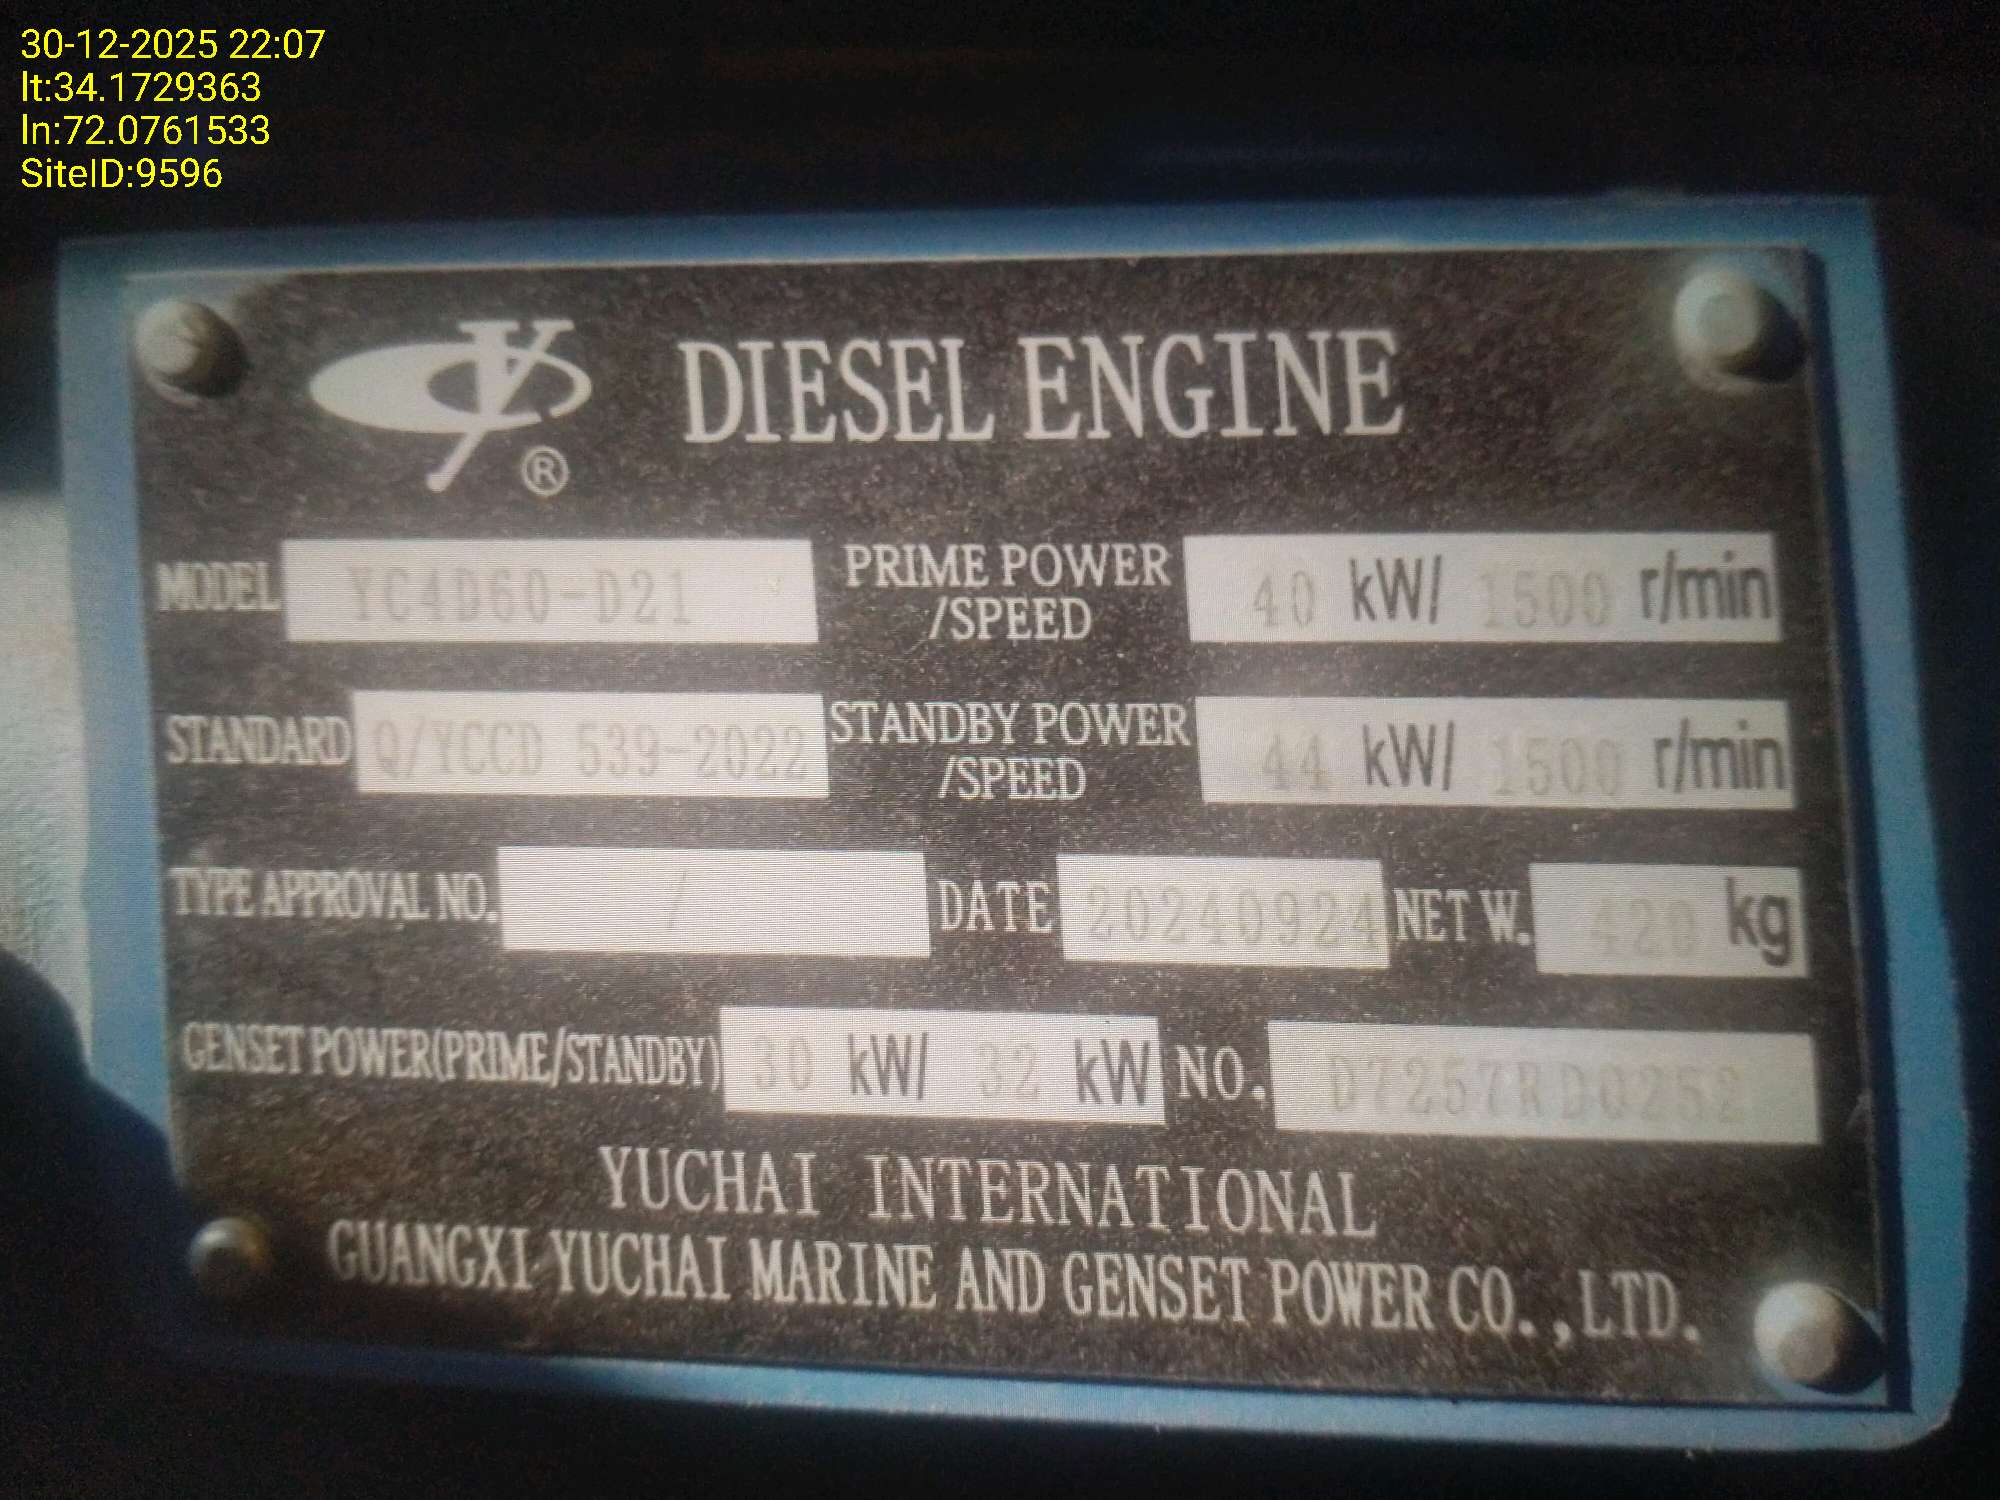 30-12-2025 22:07
lt:34.1729363
ln:72.0761533
SiteID:9596
DIESEL ENGINE
®
MODEL YC4D60-D21 PRIME POWER /SPEED 40 kW/ 1500 r/min
STANDARD Q/YCCD 539-2022 STANDBY POWER /SPEED 44 kW/ 1500 r/min
TYPE APPROVAL NO. / DATE 20240924 NET W. 420 kg
GENSET POWER(PRIME/STANDBY) 30 kW/ 32 kW NO.
YUCHAI INTERNATIONAL
GUANGXI YUCHAI MARINE AND GENSET POWER CO.,LTD.